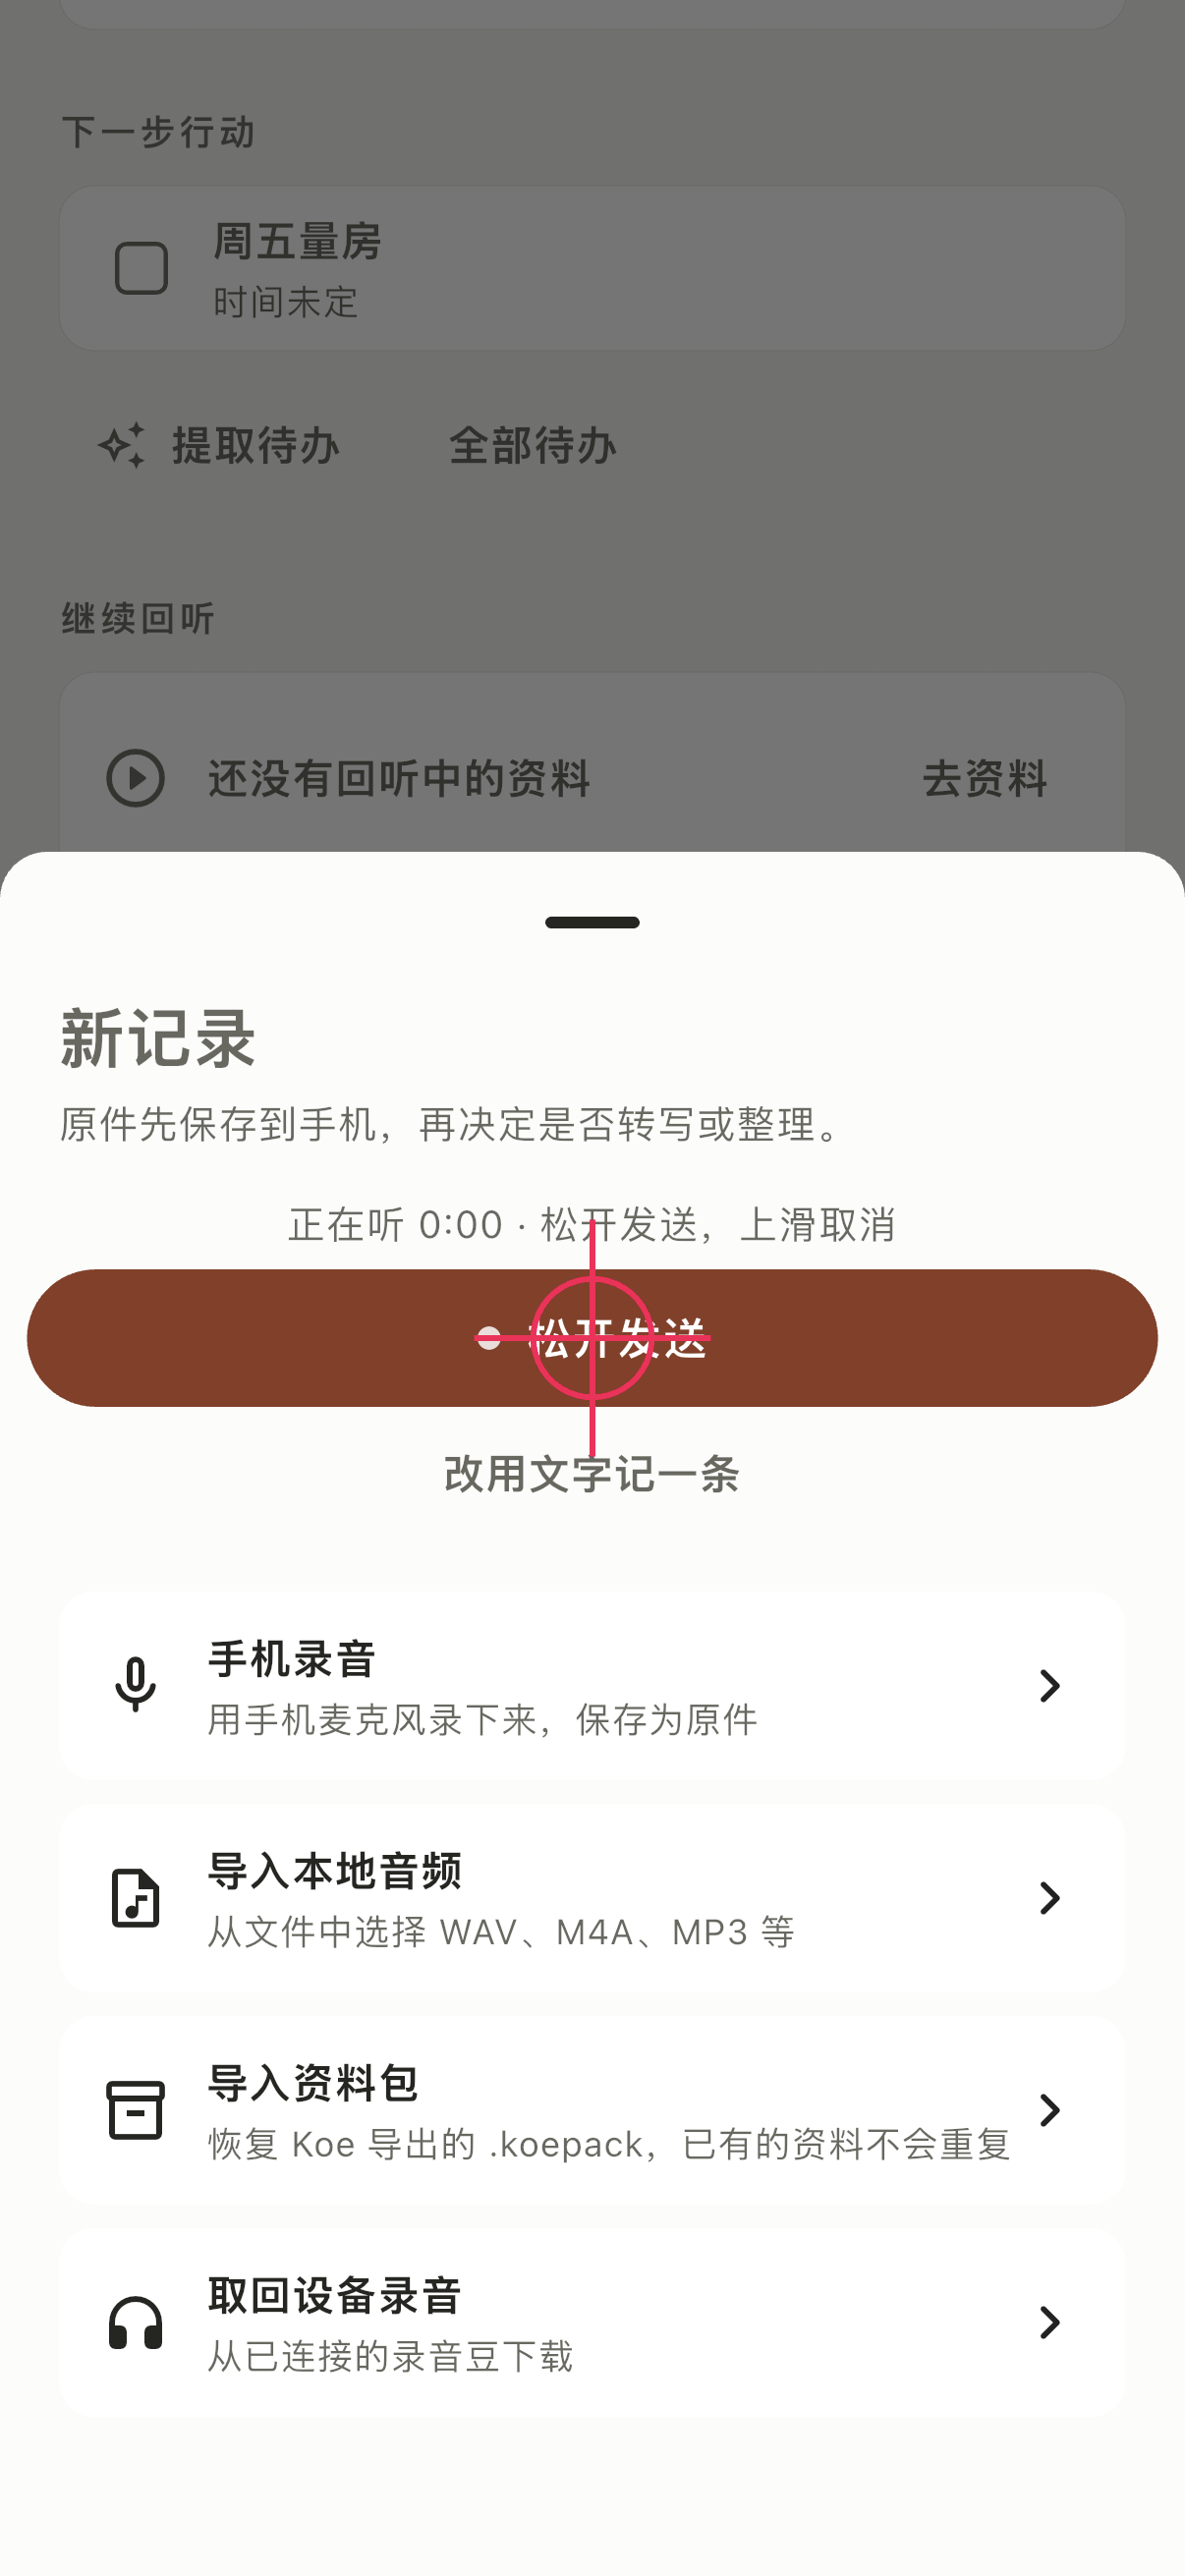 下一步行动
周五量房
时间未定
提取待办
全部待办
继续回听
还没有回听中的资料
去资料
新记录
原件先保存到手机，再决定是否转写或整理。
正在听 0:00 · 松开发送，上滑取消
松开发送
改用文字记一条
手机录音
用手机麦克风录下来，保存为原件
导入本地音频
从文件中选择 WAV、M4A、MP3 等
导入资料包
恢复 Koe 导出的 .koepack，已有的资料不会重复
取回设备录音
从已连接的录音豆下载